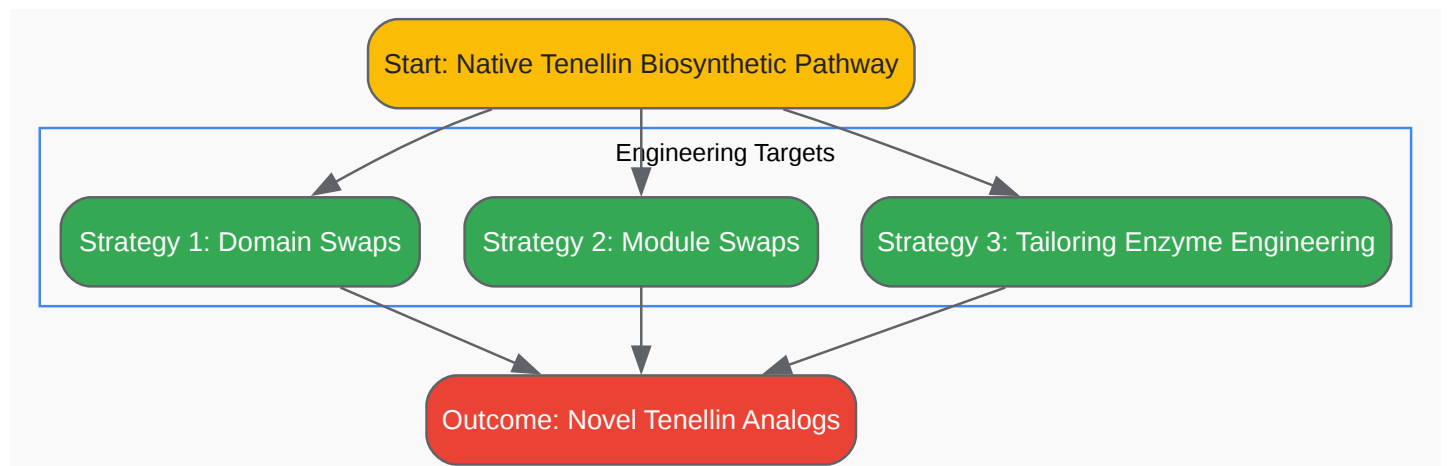 Start: Native Tenellin Biosynthetic Pathway
Engineering Targets
Strategy 1: Domain Swaps
Strategy 2: Module Swaps
Strategy 3: Tailoring Enzyme Engineering
Outcome: Novel Tenellin Analogs